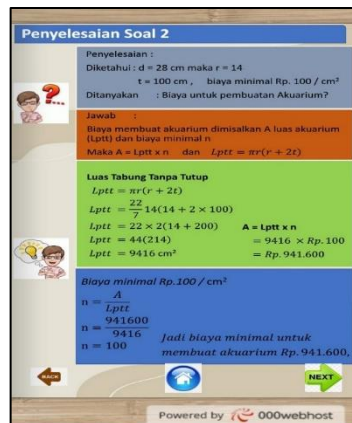 Penyelesaian Soal 2
Penyelesaian :
Diketahui : d = 28 cm maka r = 14
t = 100 cm , biaya minimal Rp. 100 / cm²
Ditanyakan : Biaya untuk pembuatan Akuarium?
?...
Jawab :
Biaya membuat akuarium dimisalkan A luas akuarium
(Lptt) dan biaya minimal n
Maka A = Lptt x n dan Lptt = πr(r + 2t)
Luas Tabung Tanpa Tutup
Lptt = πr(r + 2t)
Lptt = 22/7 14(14 + 2 × 100)
Lptt = 22 × 2(14 + 200) A = Lptt x n
Lptt = 44(214) = 9416 × Rp. 100
Lptt = 9416 cm² = Rp. 941.600
Biaya minimal Rp.100 / cm²
n = A/Lptt
n = 941600/9416
n = 100 Jadi biaya minimal untuk
membuat akuarium Rp. 941.600,
BACK
NEXT
Powered by 000webhost